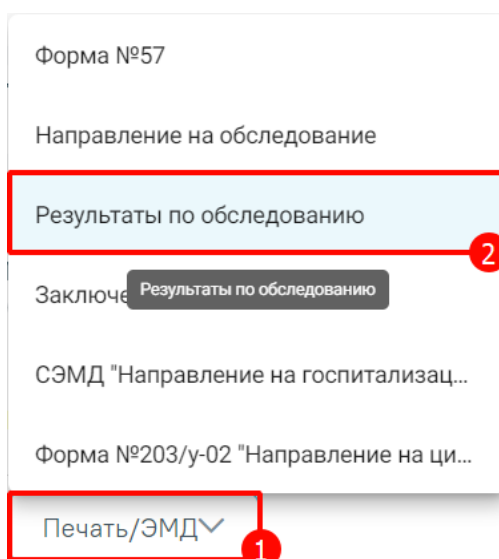 Форма №57
Направление на обследование
Результаты по обследованию
2
Заключе
Результаты по обследованию
СЭМД "Направление на госпитализац...
Форма №203/у-02 "Направление на ци...
Печать/ЭМД
1